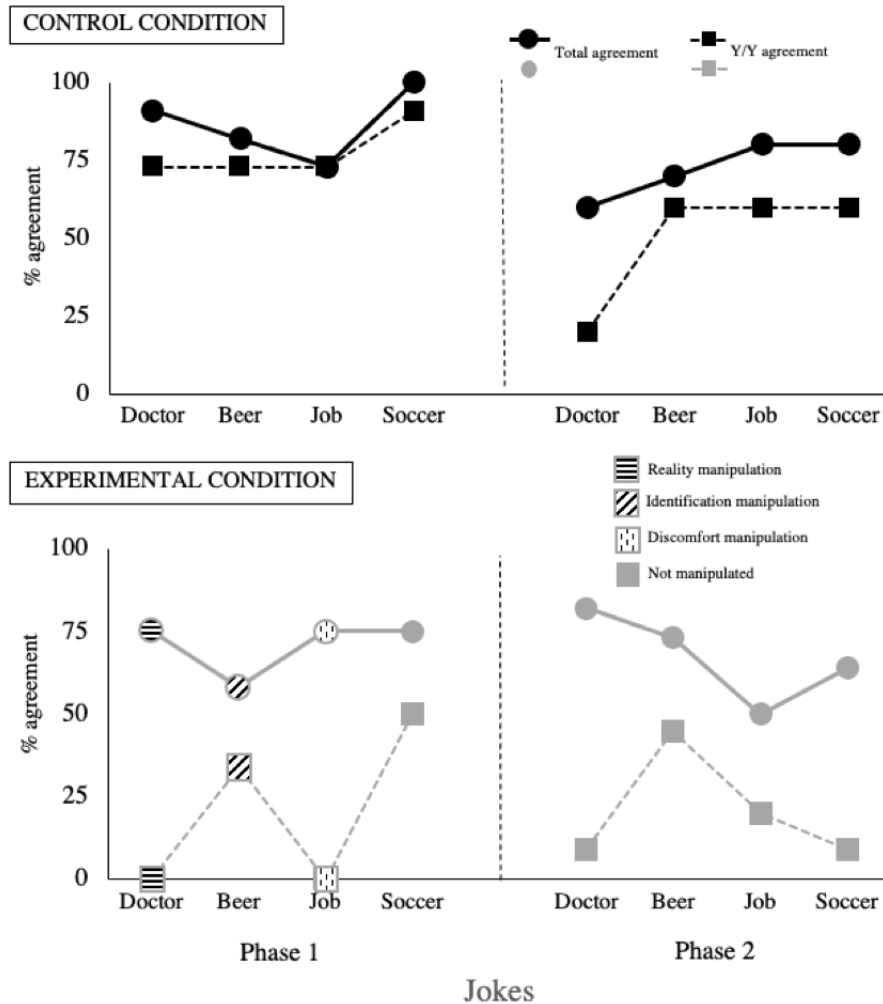 CONTROL CONDITION
Total agreement
Y/Y agreement
% agreement
100
75
50
25
0
Doctor Beer Job Soccer
Doctor Beer Job Soccer
EXPERIMENTAL CONDITION
Reality manipulation
Identification manipulation
Discomfort manipulation
Not manipulated
% agreement
100
75
50
25
0
Doctor Beer Job Soccer
Doctor Beer Job Soccer
Phase 1
Phase 2
Jokes